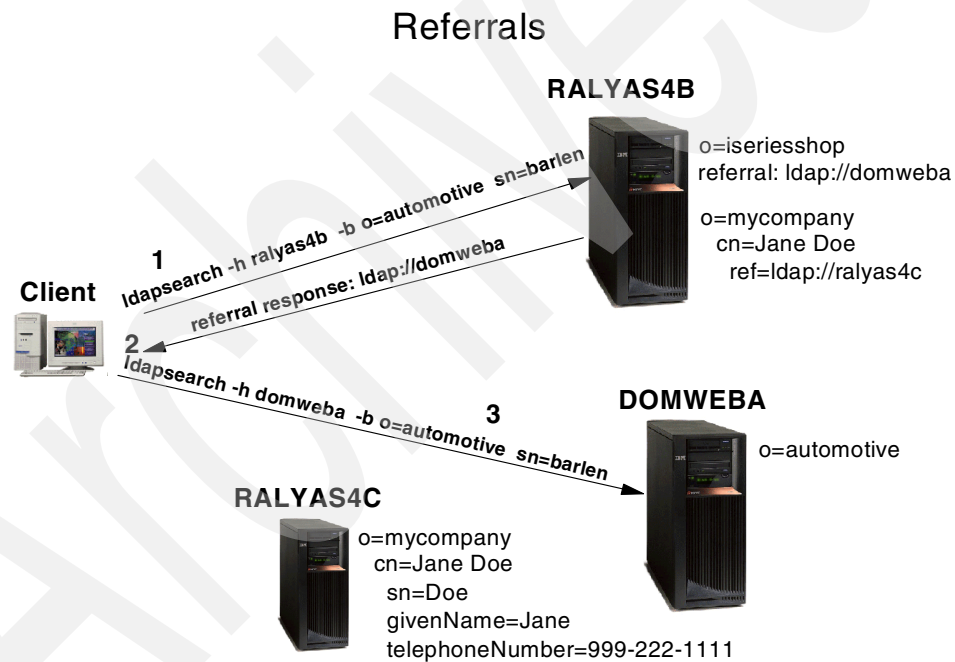 Referrals
RALYAS4B
o=iseriesshop
referral: ldap://domweba
o=mycompany
cn=Jane Doe
ref=ldap://ralyas4c
1
ldapsearch -h ralyas4b -b o=automotive sn=barlen
referral response: ldap://domweba
Client
2
ldapsearch -h domweba -b o=automotive sn=barlen
3
DOMWEBA
o=automotive
RALYAS4C
o=mycompany
cn=Jane Doe
sn=Doe
givenName=Jane
telephoneNumber=999-222-1111